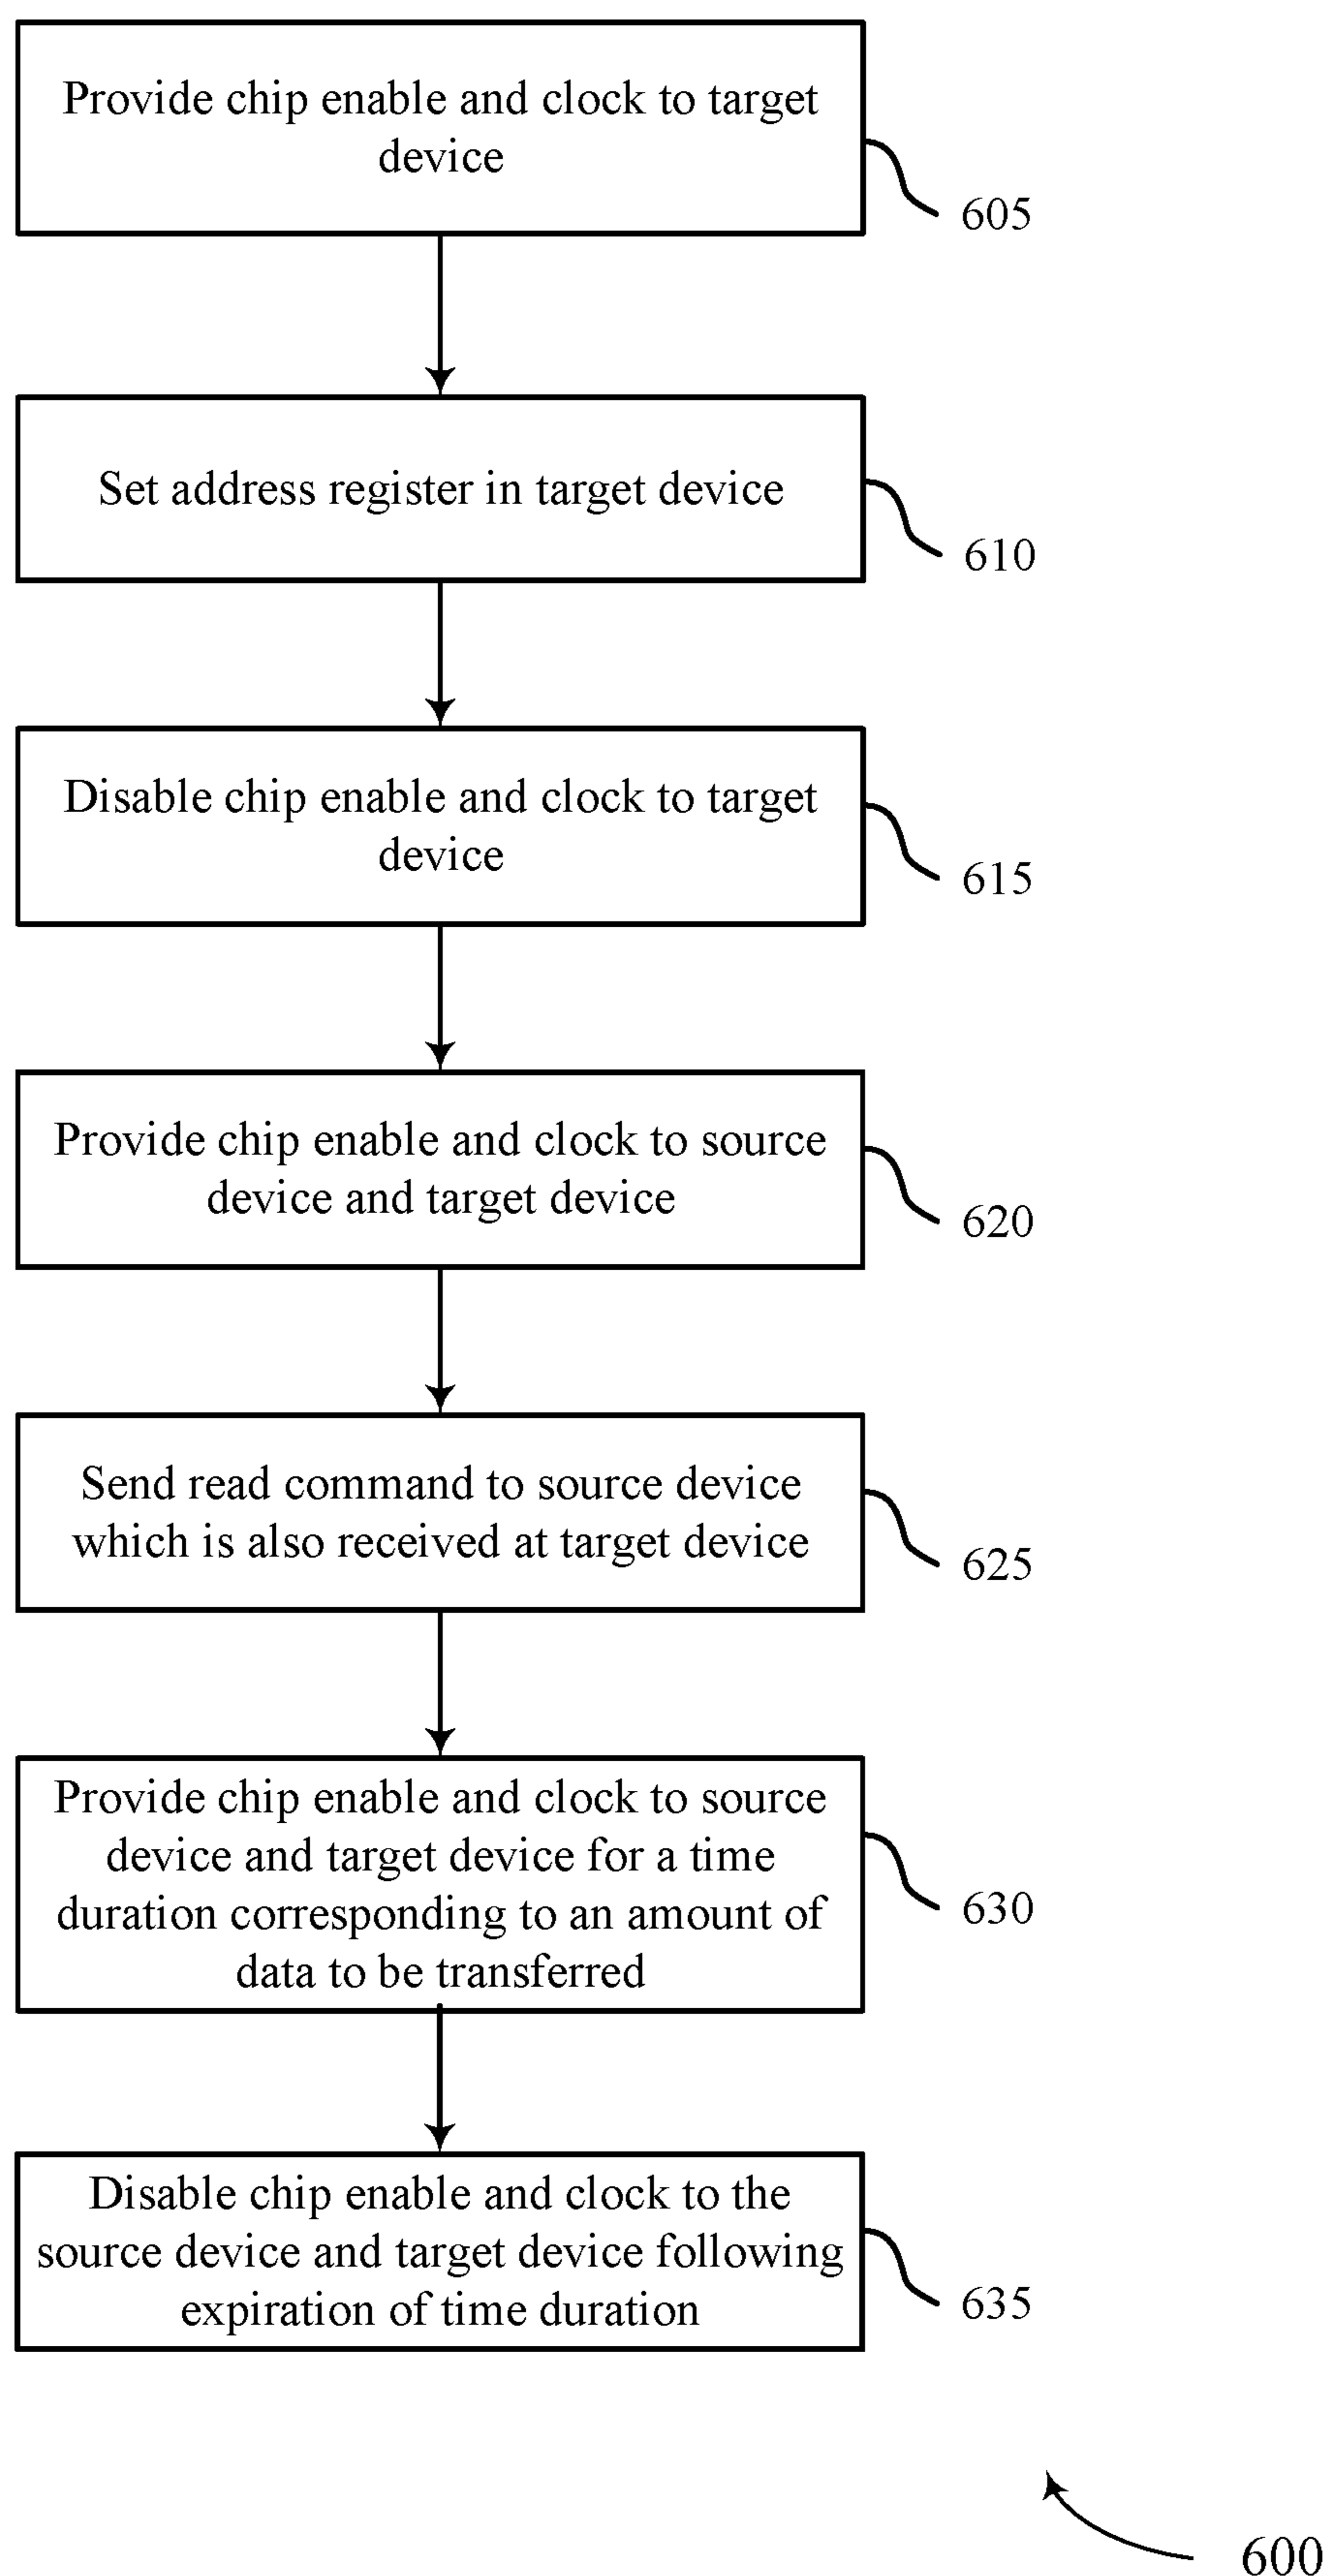 Provide chip enable and clock to target
device
605
Set address register in target device
610
Disable chip enable and clock to target
device
615
Provide chip enable and clock to source
device and target device
620
Send read command to source device
which is also received at target device
625
Provide chip enable and clock to source
device and target device for a time
duration corresponding to an amount of
data to be transferred
630
Disable chip enable and clock to the
source device and target device following
expiration of time duration
635
600